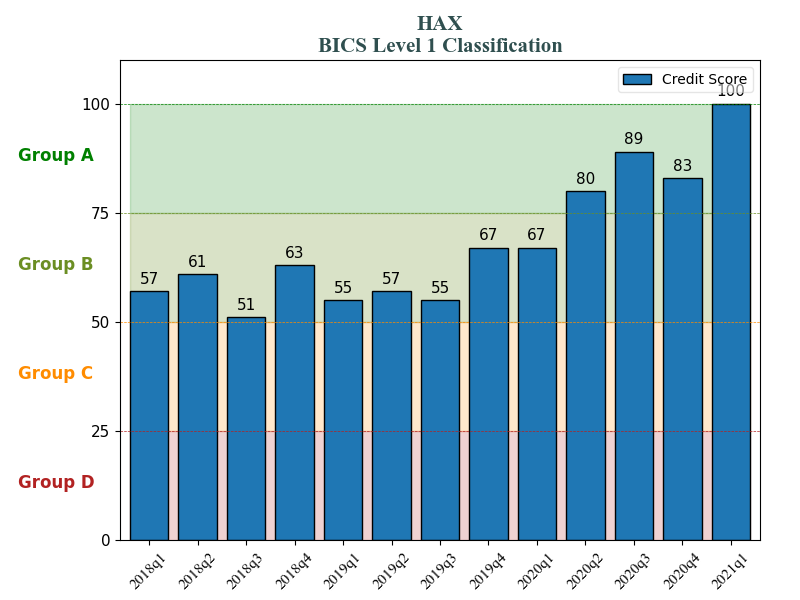 HAX
BICS Level 1 Classification
Credit Score
100
75
50
25
0
Group A
Group B
Group C
Group D
57
61
51
63
55
57
55
67
67
80
89
83
100
2018q1
2018q2
2018q3
2018q4
2019q1
2019q2
2019q3
2019q4
2020q1
2020q2
2020q3
2020q4
2021q1